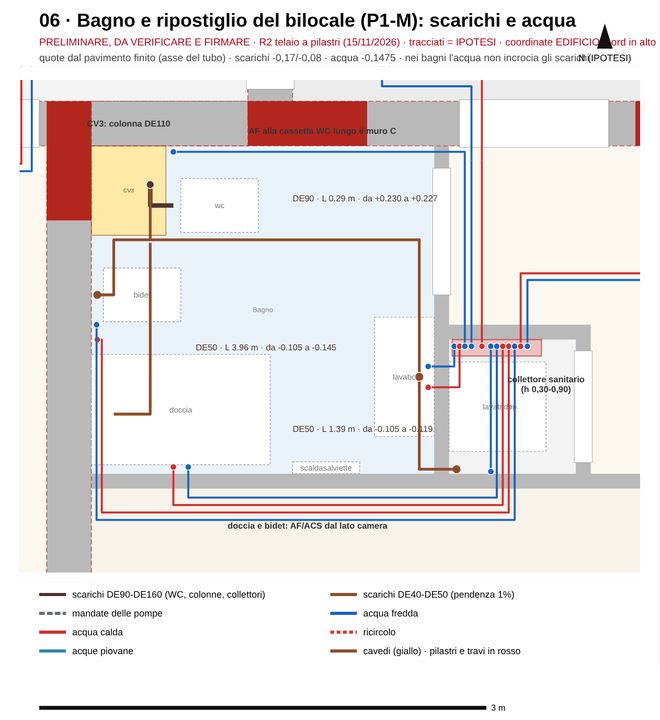 06 · Bagno e ripostiglio del bilocale (P1-M): scarichi e acqua
PRELIMINARE, DA VERIFICARE E FIRMARE · R2 telaio a pilastri (15/11/2026) · tracciati = IPOTESI · coordinate EDIFICIO, nord in alto
quote dal pavimento finito (asse del tubo) · scarichi -0,17/-0,08 · acqua -0,1475 · nei bagni l'acqua non incrocia gli scarichi
N (IPOTESI)
CV3: colonna DE110
AF alla cassetta WC lungo il muro C
cv3
wc
DE90 · L 0.29 m · da +0.230 a +0.227
bidet
Bagno
DE50 · L 3.96 m · da -0.105 a -0.145
lavabo
collettore sanitario
(h 0,30-0,90)
doccia
DE50 · L 1.39 m · da -0.105 a -0.119
scaldasalviette
doccia e bidet: AF/ACS dal lato camera
scarichi DE90-DE160 (WC, colonne, collettori)
scarichi DE40-DE50 (pendenza 1%)
mandate delle pompe
acqua fredda
acqua calda
ricircolo
acque piovane
cavedi (giallo) · pilastri e travi in rosso
3 m